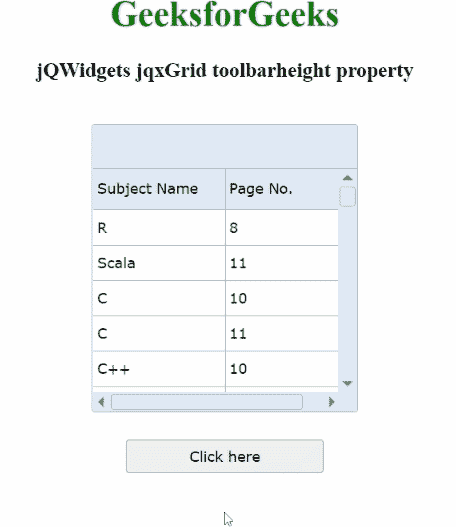 GeeksforGeeks
jQWidgets jqxGrid toolbarheight property
Subject Name Page No.
R 8
Scala 11
C 10
C 11
C++ 10
Click here